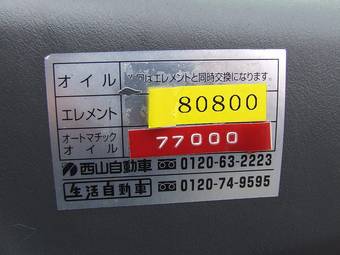 オイル 次回はエレメントと同時交換になります。
エレメント 80800
オートマチックオイル 77000
西山自動車 0120-63-2223
生活自動車 0120-74-9595